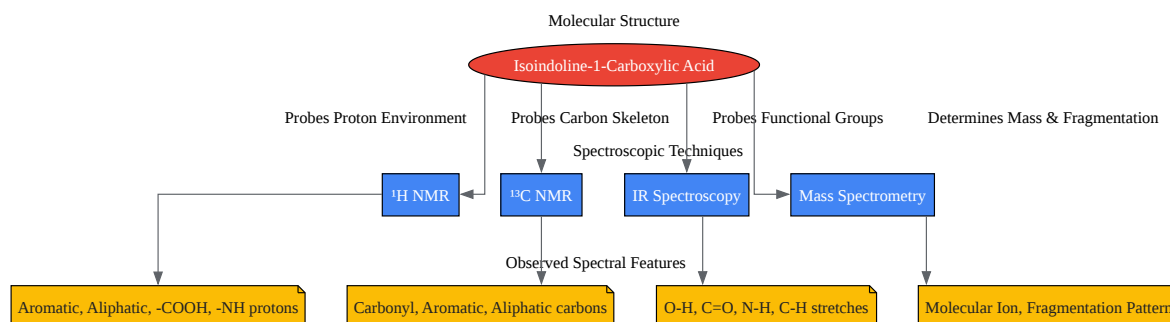 Molecular Structure
Isoindoline-1-Carboxylic Acid
Probes Proton Environment
Probes Carbon Skeleton
Probes Functional Groups
Determines Mass & Fragmentation
Spectroscopic Techniques
¹H NMR
¹³C NMR
IR Spectroscopy
Mass Spectrometry
Observed Spectral Features
Aromatic, Aliphatic, -COOH, -NH protons
Carbonyl, Aromatic, Aliphatic carbons
O-H, C=O, N-H, C-H stretches
Molecular Ion, Fragmentation Pattern